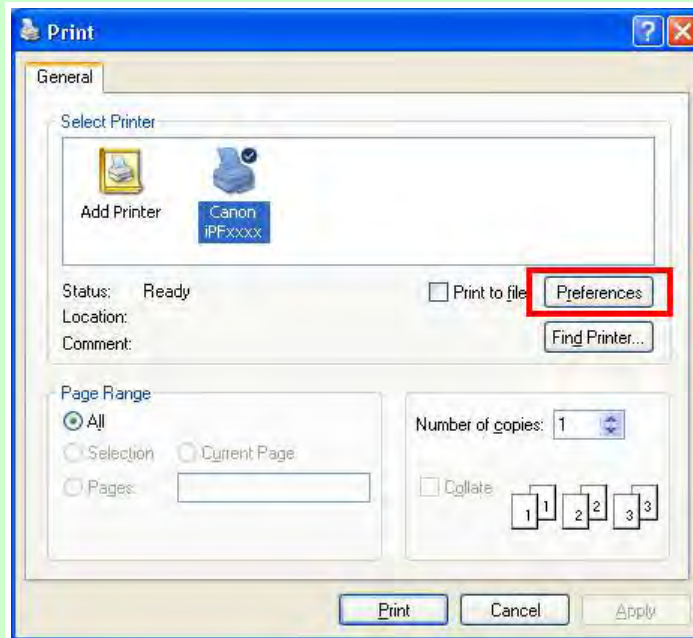 Print
General
Select Printer
Add Printer
Canon
iPFxxxx
Status: Ready
Print to file
Preferences
Location:
Comment:
Find Printer...
Page Range
All
Selection
Current Page
Pages:
Number of copies: 1
Collate
1 1 2 2 3 3
Print
Cancel
Apply